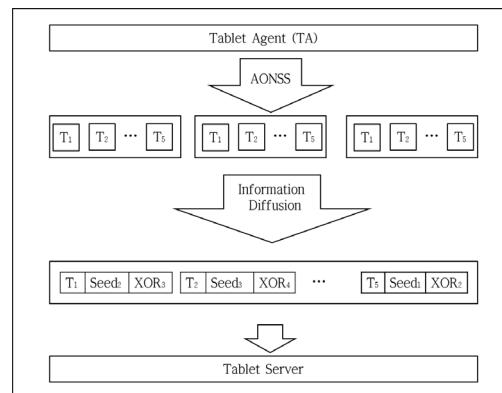 Tablet Agent (TA)
AONSS
T₁ T₂ ··· T₅ T₁ T₂ ··· T₅ T₁ T₂ ··· T₅
Information
Diffusion
T₁ Seed₂ XOR₃ T₂ Seed₃ XOR₄ ··· T₅ Seed₁ XOR₂
Tablet Server